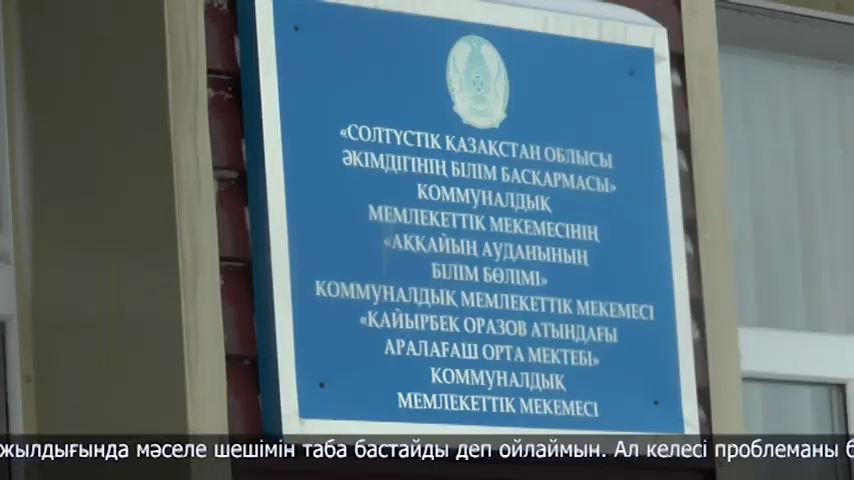 «СОЛТҮСТІК ҚАЗАҚСТАН ОБЛЫСЫ
ӘКІМДІГІНІҢ БІЛІМ БАСҚАРМАСЫ»
КОММУНАЛДЫҚ
МЕМЛЕКЕТТІК МЕКЕМЕСІНІҢ
«АҚҚАЙЫҢ АУДАНЫНЫҢ
БІЛІМ БӨЛІМІ»
КОММУНАЛДЫҚ МЕМЛЕКЕТТІК МЕКЕМЕСІ
«ҚАЙЫРБЕК ОРАЗОВ АТЫНДАҒЫ
АРАЛАҒАШ ОРТА МЕКТЕБІ»
КОММУНАЛДЫҚ
МЕМЛЕКЕТТІК МЕКЕМЕСІ
жылдығында мәселе шешімін таба бастайды деп ойлаймын. Ал келесі проблеманы